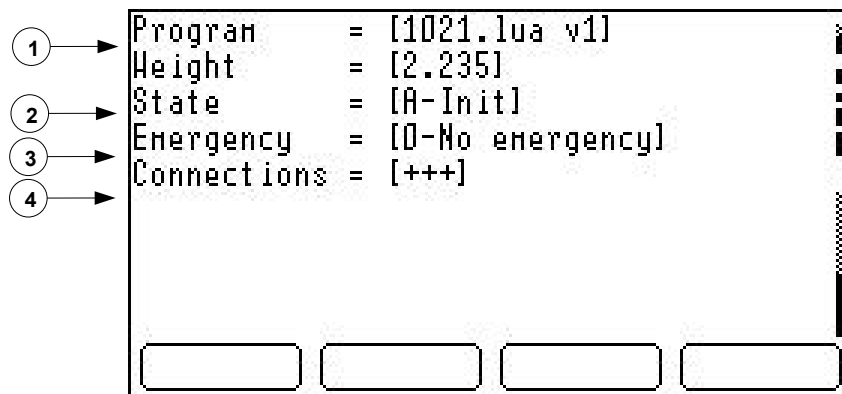 Program = [1021.lua v1]
1
Weight = [2.235]
State = [A-Init]
2
Emergency = [0-No emergency]
3
Connections = [+++]
4